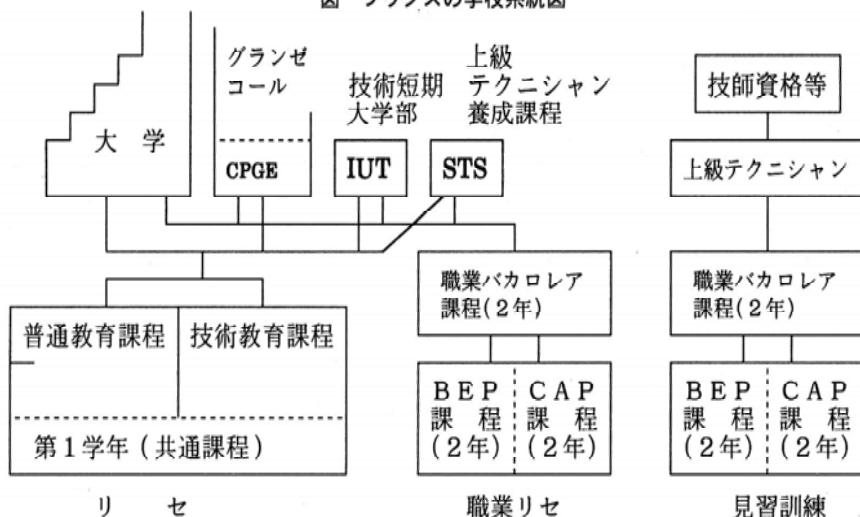 図 フランスの学校系統図
グランゼ
コール
大 学
CPGE
技術短期
大学部
IUT
上級
テクニシャン
養成課程
STS
技師資格等
上級テクニシャン
職業バカロレア
課程(2年)
職業バカロレア
課程(2年)
普通教育課程
技術教育課程
第1学年(共通課程)
BEP
課 程
(2年)
CAP
課 程
(2年)
BEP
課 程
(2年)
CAP
課 程
(2年)
リ セ
職業リセ
見習訓練